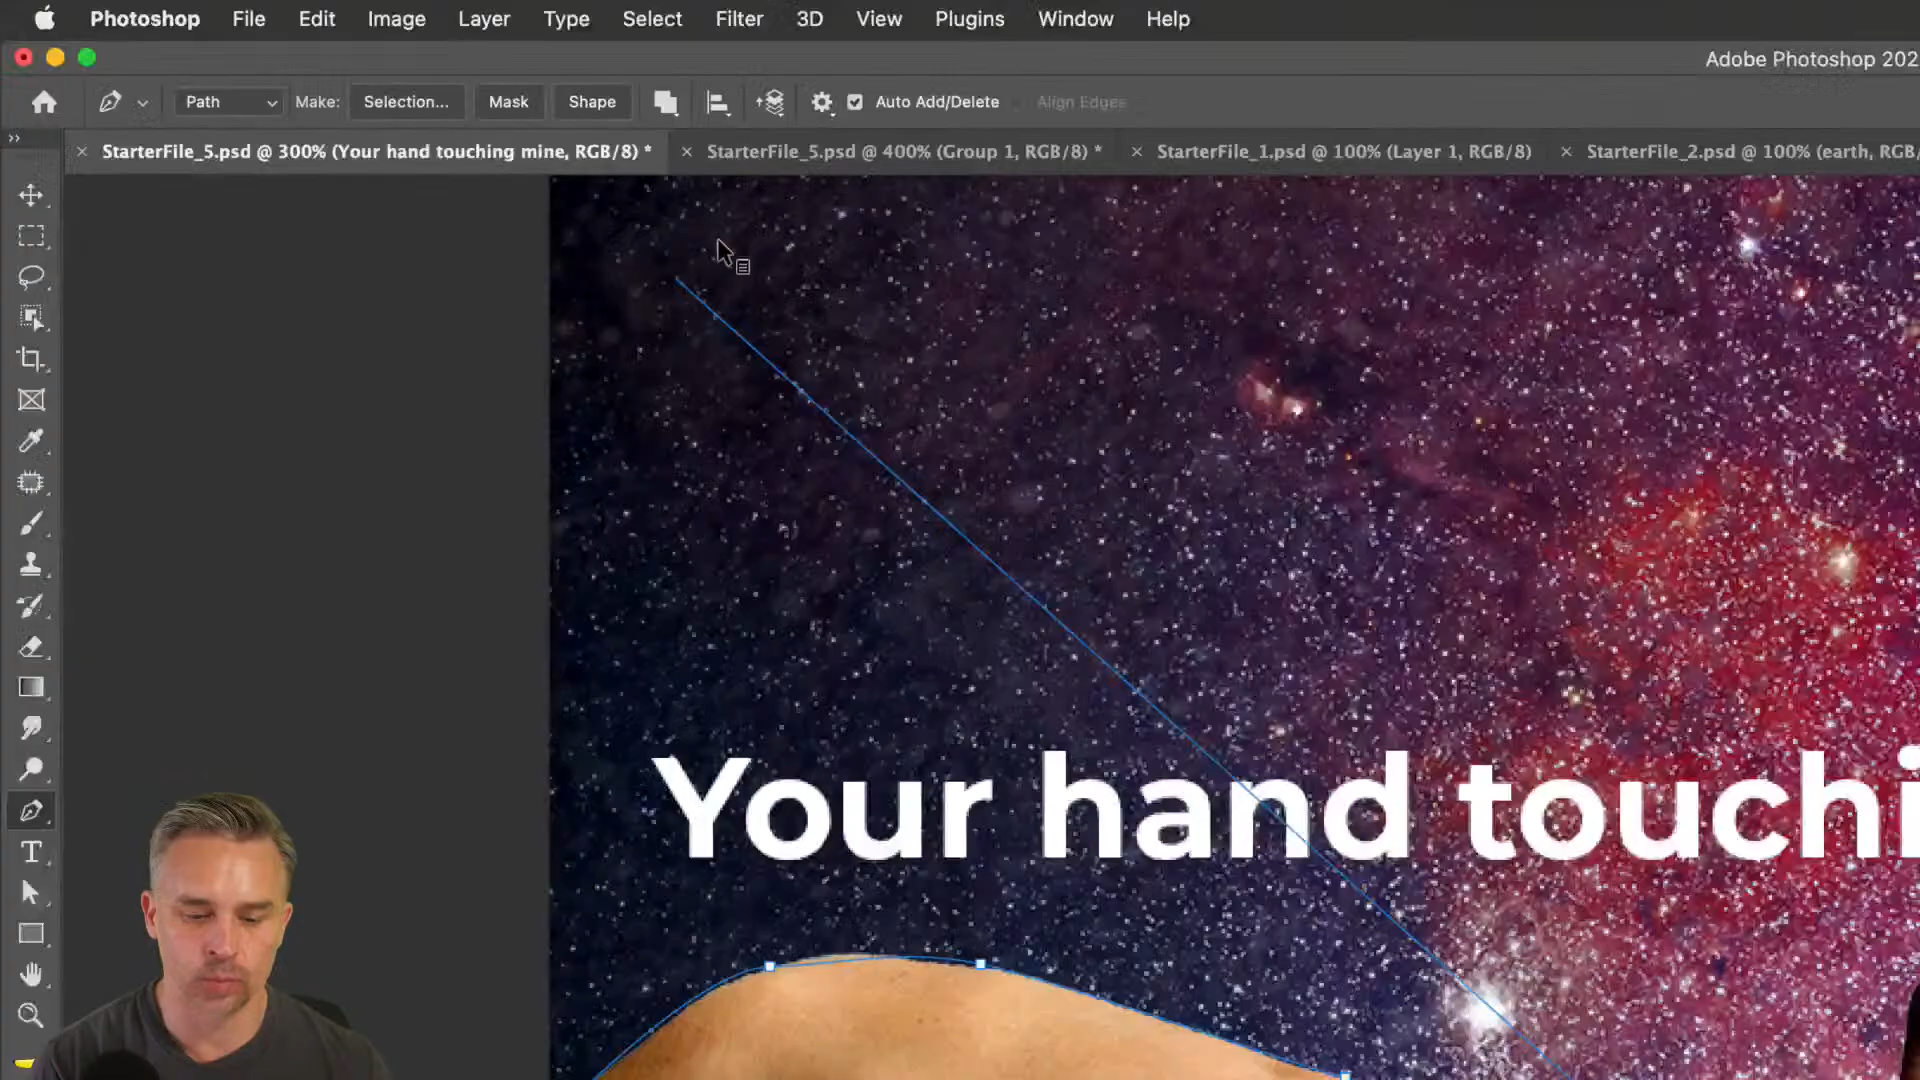 Photoshop File Edit Image Layer Type Select Filter 3D View Plugins Window Help
Adobe Photoshop 202
Path Make: Selection... Mask Shape Auto Add/Delete Align Edges
StarterFile_5.psd @ 300% (Your hand touching mine, RGB/8) * StarterFile_5.psd @ 400% (Group 1, RGB/8) * StarterFile_1.psd @ 100% (Layer 1, RGB/8) StarterFile_2.psd @ 100% (earth, RGB/
Your hand touchi